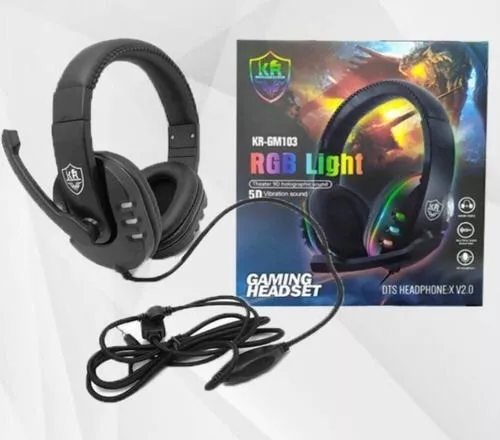 KR
KR
KR-GM103
RGB Light
Theater 9D holographic sound
5D Vibration sound
KR
GAMING
HEADSET
DTS HEADPHONE:X V2.0